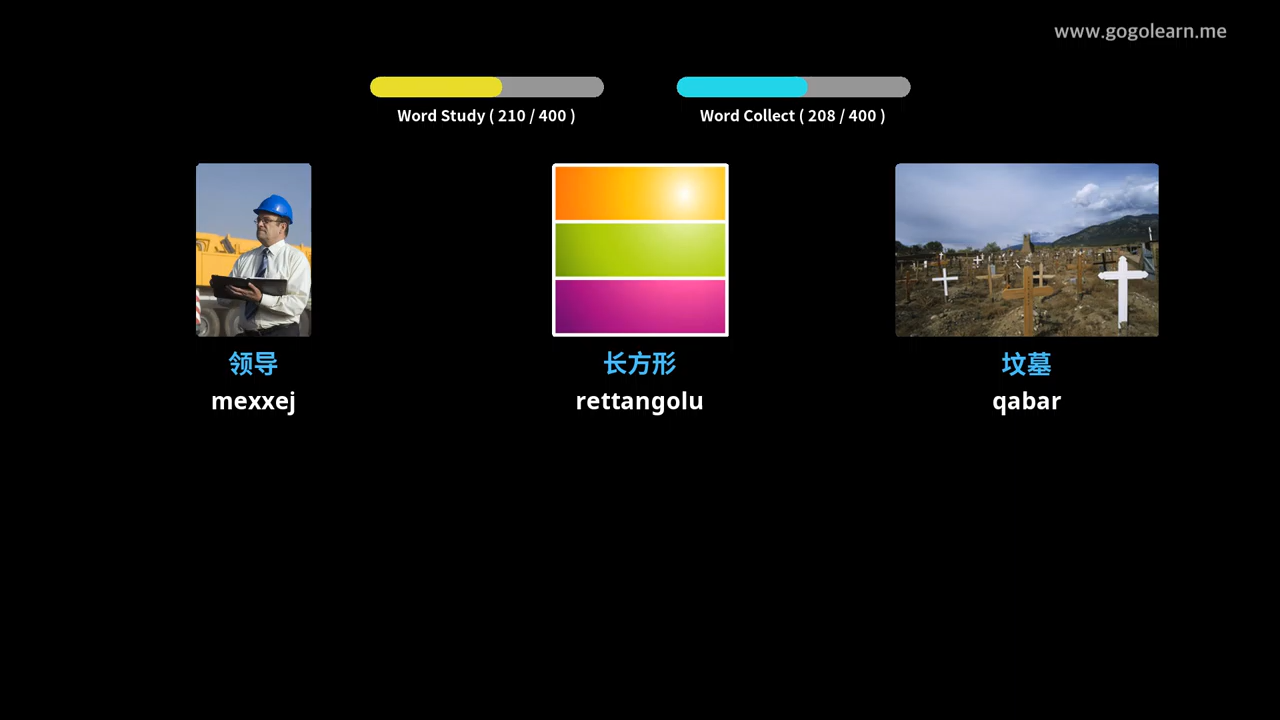 www.gogolearn.me
Word Study ( 210 / 400 )
Word Collect ( 208 / 400 )
领导
长方形
坟墓
mexxej
rettangolu
qabar